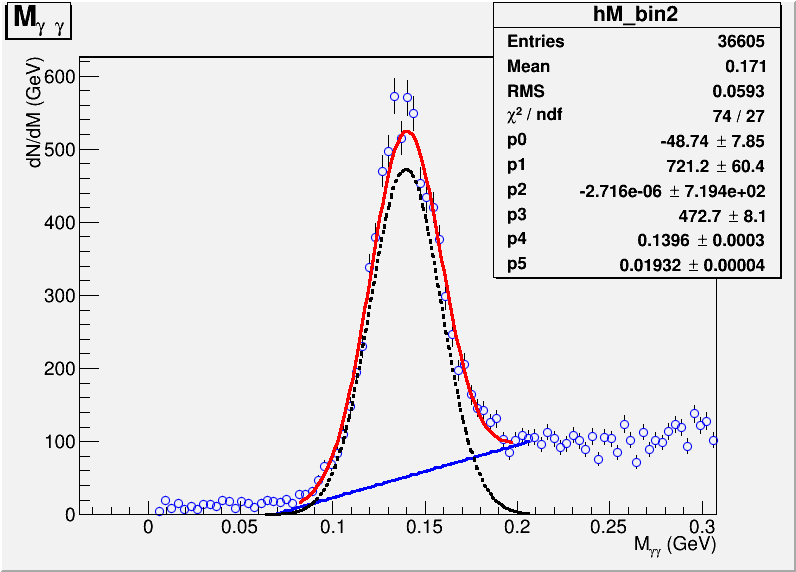 M_γ γ
hM_bin2
Entries 36605
Mean 0.171
RMS 0.0593
χ² / ndf 74 / 27
p0 -48.74 ± 7.85
p1 721.2 ± 60.4
p2 -2.716e-06 ± 7.194e+02
p3 472.7 ± 8.1
p4 0.1396 ± 0.0003
p5 0.01932 ± 0.00004
dN/dM (GeV)
600
500
400
300
200
100
0
0 0.05 0.1 0.15 0.2 0.25 0.3
M_γγ (GeV)